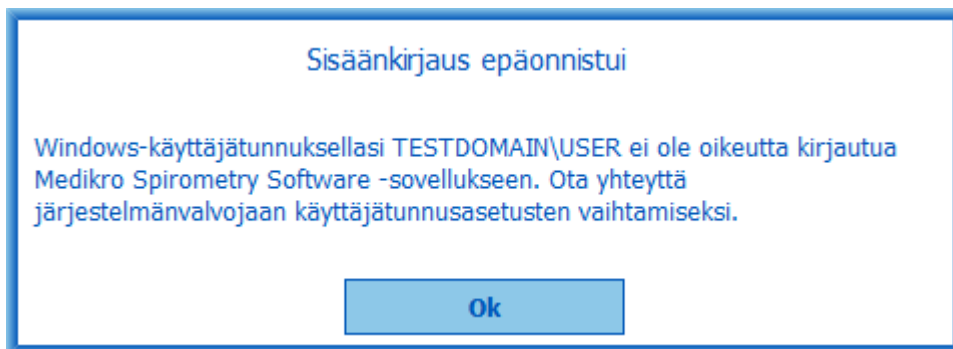 Sisäänkirjaus epäonnistui
Windows-käyttäjätunnuksellasi TESTDOMAIN\USER ei ole oikeutta kirjautua
Medikro Spirometry Software -sovellukseen. Ota yhteyttä
järjestelmänvalvojaan käyttäjätunnusasetusten vaihtamiseksi.
Ok